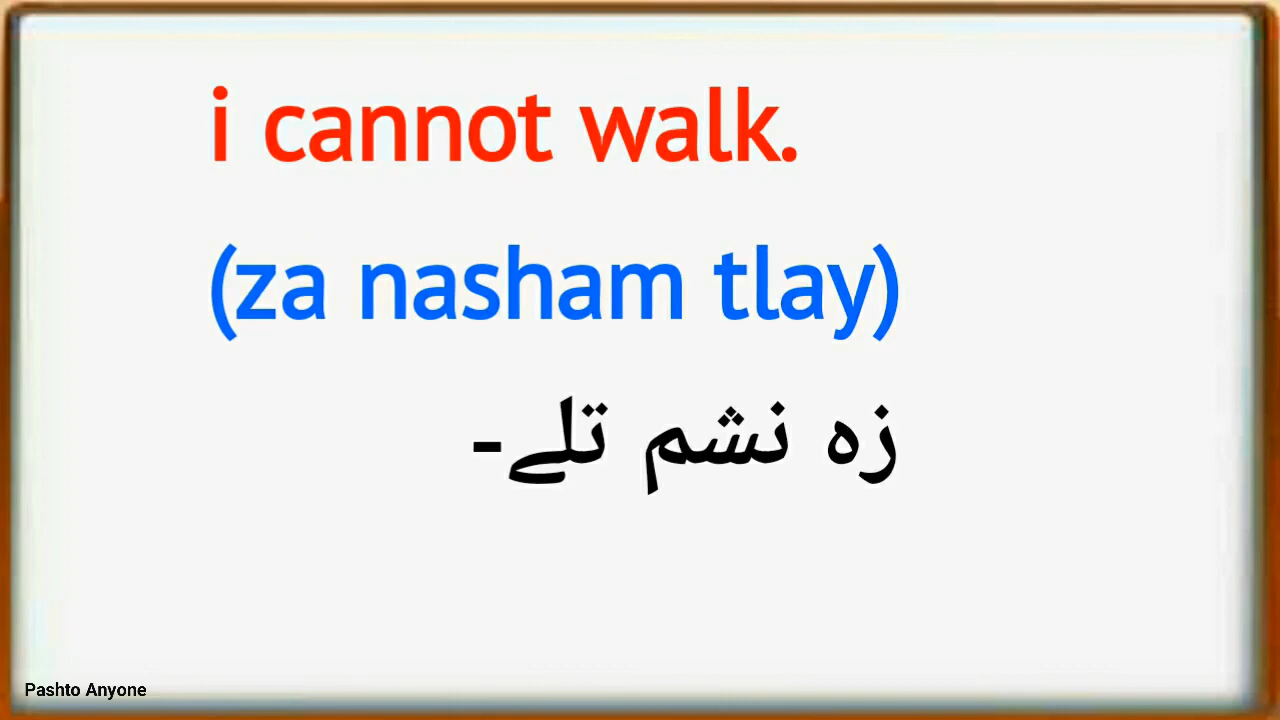 i cannot walk.
(za nasham tlay)
زه نشم تلے-
Pashto Anyone